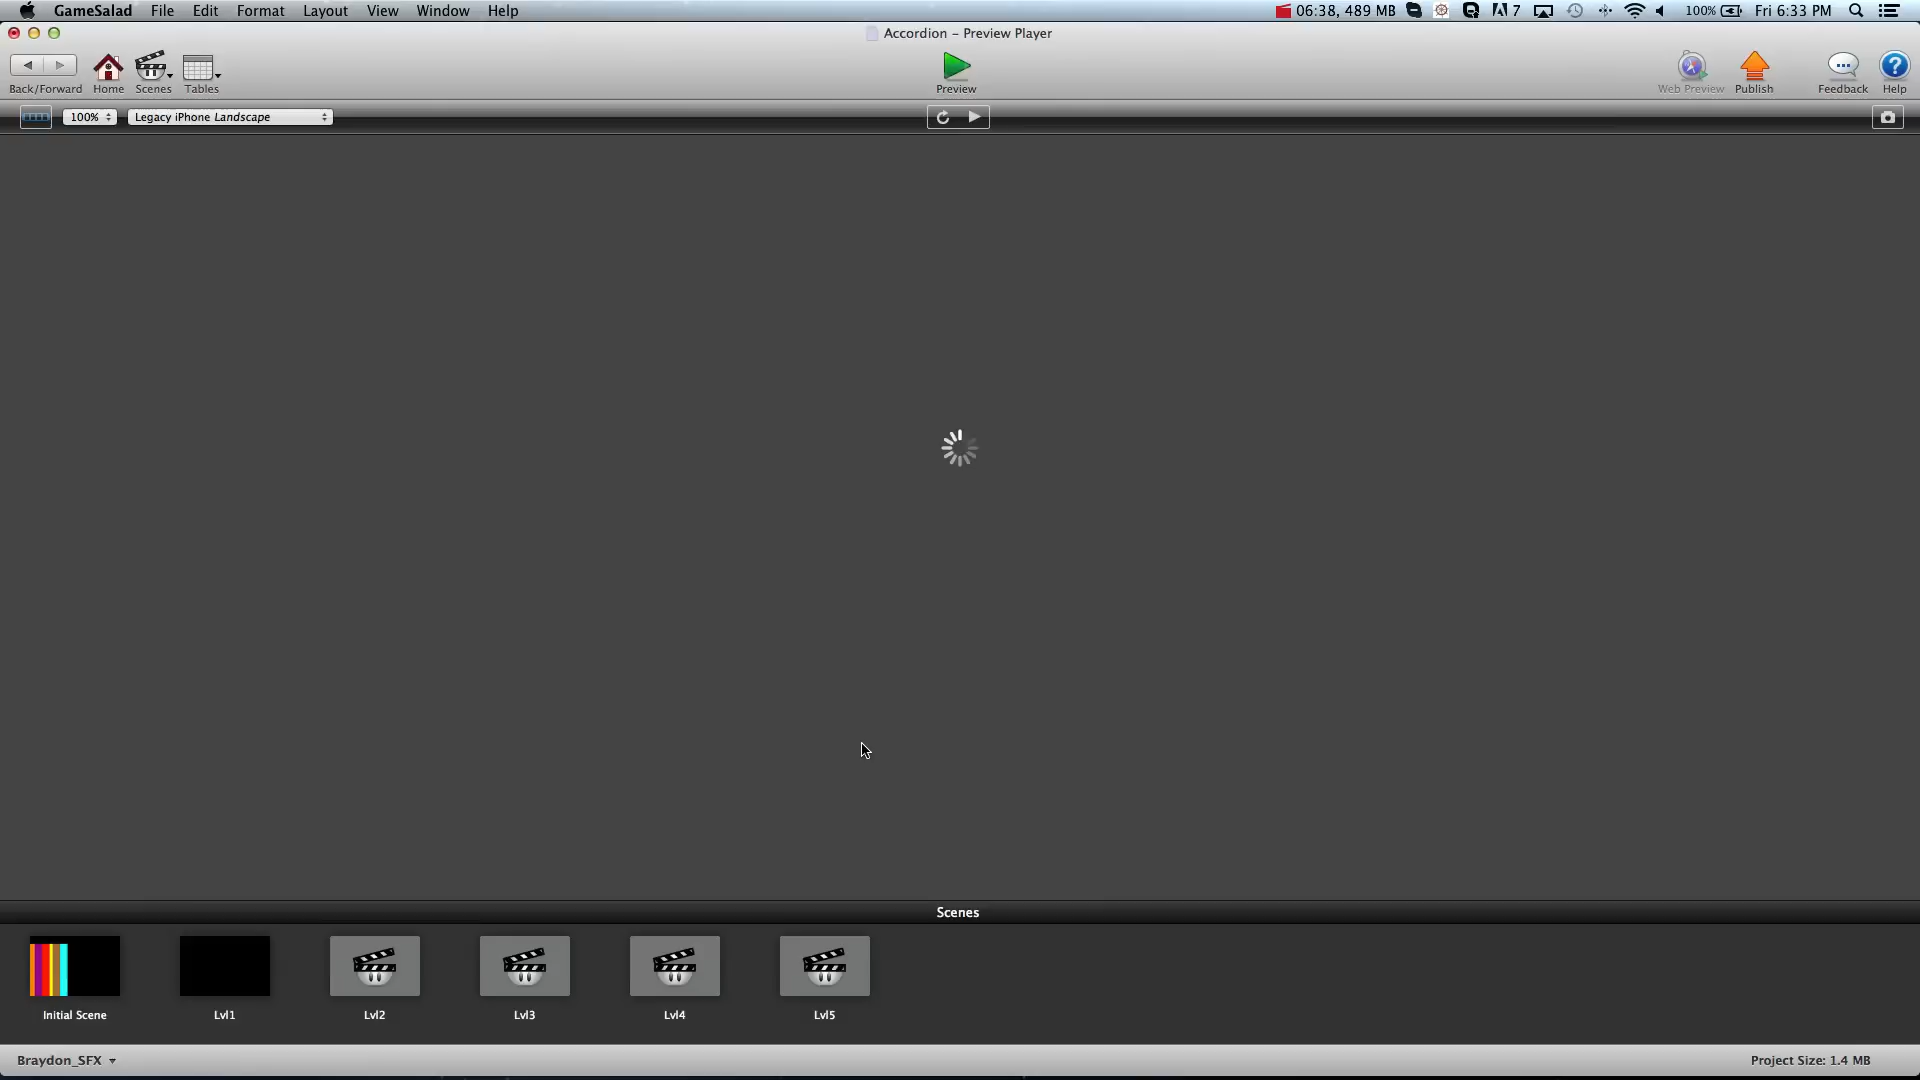 GameSalad File Edit Format Layout View Window Help 06:38, 489 MB 7 100% Fri 6:33 PM
Accordion – Preview Player
Back/Forward Home Scenes Tables Preview Web Preview Publish Feedback Help
100% Legacy iPhone Landscape
Scenes
Initial Scene Lvl1 Lvl2 Lvl3 Lvl4 Lvl5
Braydon_SFX Project Size: 1.4 MB